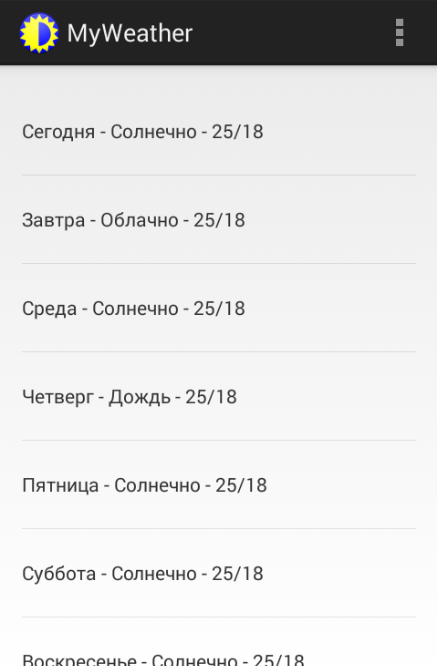 MyWeather
Сегодня - Солнечно - 25/18
Завтра - Облачно - 25/18
Среда - Солнечно - 25/18
Четверг - Дождь - 25/18
Пятница - Солнечно - 25/18
Суббота - Солнечно - 25/18
Воскресенье - Солнечно - 25/18